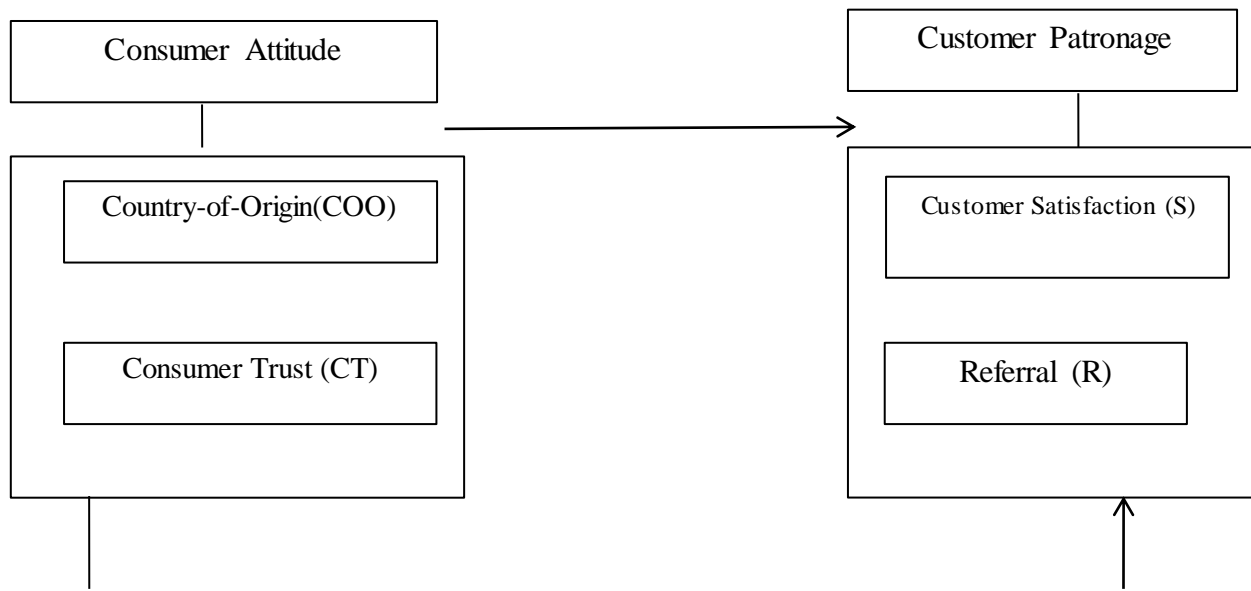 Consumer Attitude
Customer Patronage
Country-of-Origin(COO)
Consumer Trust (CT)
Customer Satisfaction (S)
Referral (R)